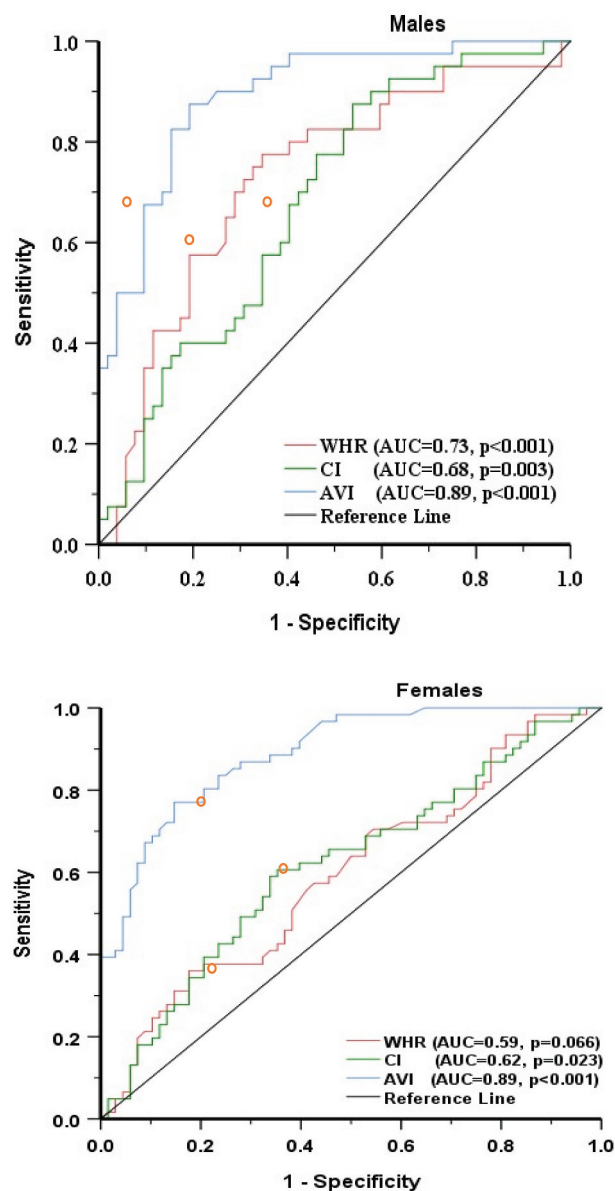 Males
1.0
0.8
0.6
0.4
0.2
0.0
Sensitivity
WHR (AUC=0.73, p<0.001)
CI (AUC=0.68, p=0.003)
AVI (AUC=0.89, p<0.001)
Reference Line
0.0 0.2 0.4 0.6 0.8 1.0
1 - Specificity
Females
1.0
0.8
0.6
0.4
0.2
0.0
Sensitivity
WHR (AUC=0.59, p=0.066)
CI (AUC=0.62, p=0.023)
AVI (AUC=0.89, p<0.001)
Reference Line
0.0 0.2 0.4 0.6 0.8 1.0
1 - Specificity